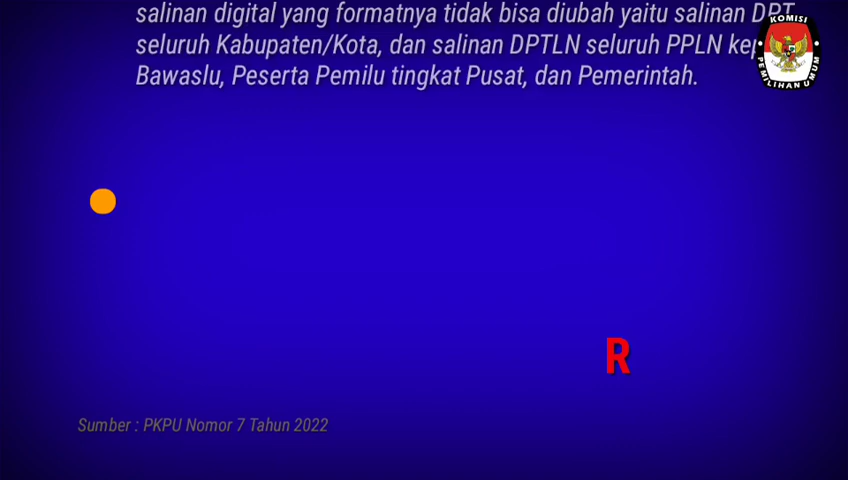 salinan digital yang formatnya tidak bisa diubah yaitu salinan DPT
seluruh Kabupaten/Kota, dan salinan DPTLN seluruh PPLN
Bawaslu, Peserta Pemilu tingkat Pusat, dan Pemerintah.
KOMISI
PEMILIHAN UMUM
R
Sumber : PKPU Nomor 7 Tahun 2022